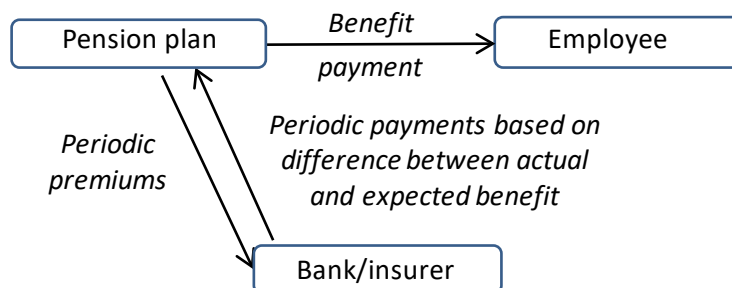 Pension plan
Benefit
payment
Employee
Periodic
premiums
Periodic payments based on
difference between actual
and expected benefit
Bank/insurer